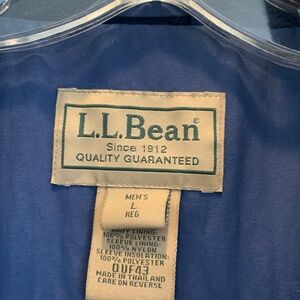 L.L.Bean®
Since 1912
QUALITY GUARANTEED
MEN'S
L
REG
BODY LINING:
100% POLYESTER
SLEEVE LINING:
100% NYLON
SLEEVE INSULATION:
100% POLYESTER
0UF43
MADE IN THAILAND
CARE ON REVERSE